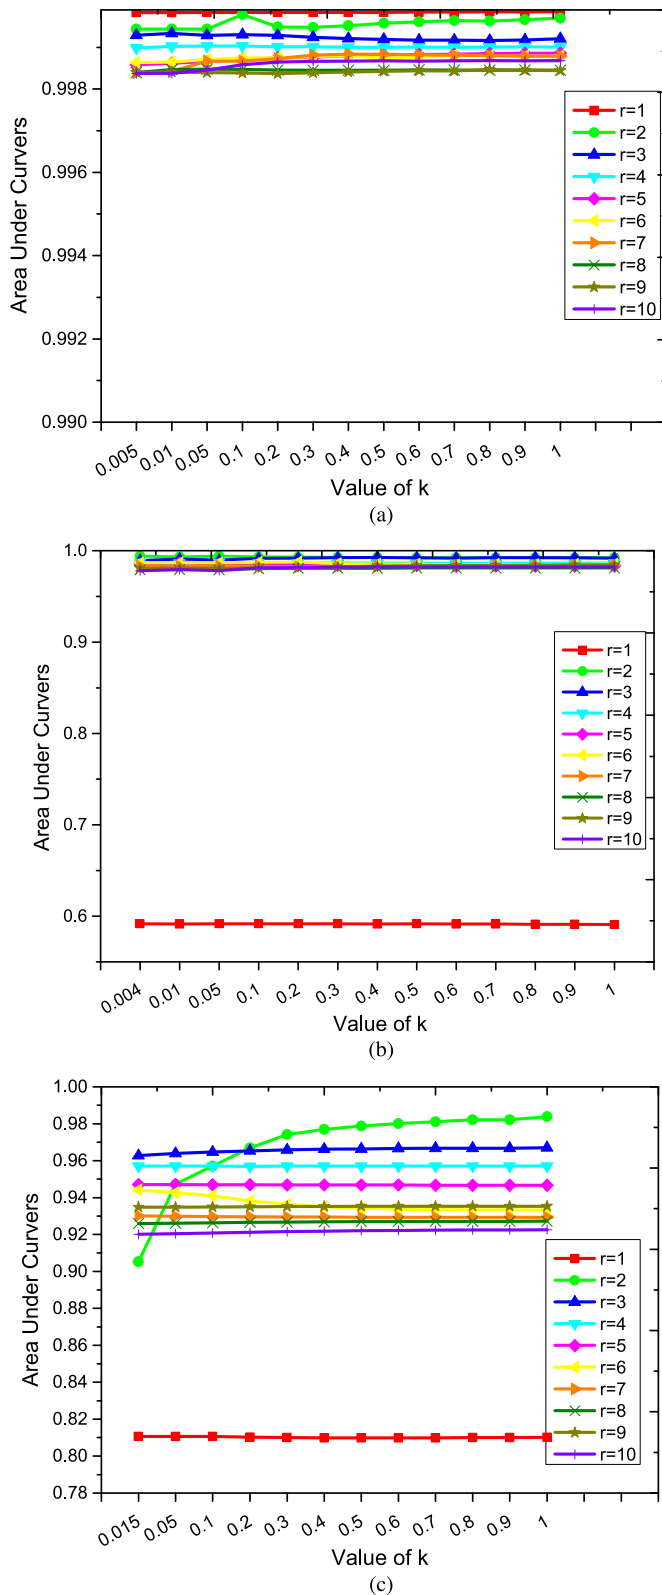 0.998
0.996
0.994
0.992
0.990
Area Under Curvers
r=1
r=2
r=3
r=4
r=5
r=6
r=7
r=8
r=9
r=10
0.005 0.01 0.05 0.1 0.2 0.3 0.4 0.5 0.6 0.7 0.8 0.9 1
Value of k
(a)
1.0
0.9
0.8
0.7
0.6
Area Under Curvers
r=1
r=2
r=3
r=4
r=5
r=6
r=7
r=8
r=9
r=10
0.004 0.01 0.05 0.1 0.2 0.3 0.4 0.5 0.6 0.7 0.8 0.9 1
Value of k
(b)
1.00
0.98
0.96
0.94
0.92
0.90
0.88
0.86
0.84
0.82
0.80
0.78
Area Under Curvers
r=1
r=2
r=3
r=4
r=5
r=6
r=7
r=8
r=9
r=10
0.015 0.05 0.1 0.2 0.3 0.4 0.5 0.6 0.7 0.8 0.9 1
Value of k
(c)